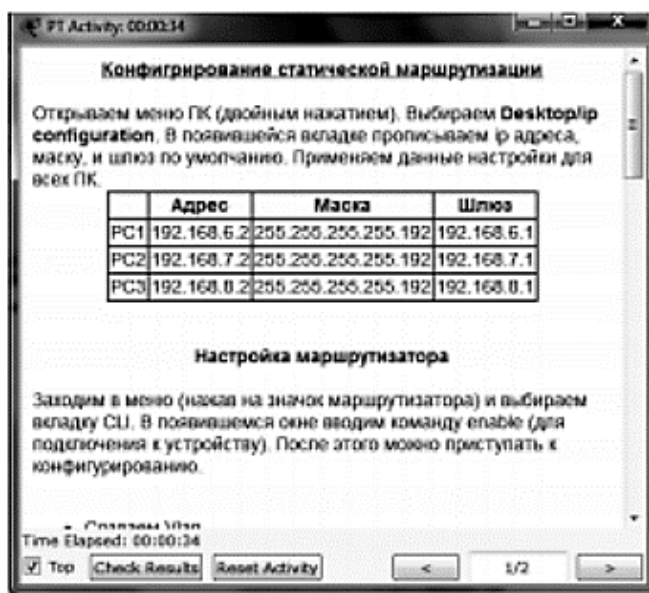 PT Activity: 00:00:34
Конфигрирование статической маршрутизации
Открываем меню ПК (двойным нажатием). Выбираем Desktop/ip
configuration. В появившейся вкладке прописываем ip адреса,
маску, и шлюз по умолчанию. Применяем данные настройки для
всех ПК.
Адрес Маска Шлюз
PC1 192.168.6.2 255.255.255.255.192 192.168.6.1
PC2 192.168.7.2 255.255.255.255.192 192.168.7.1
PC3 192.168.8.2 255.255.255.255.192 192.168.8.1
Настройка маршрутизатора
Заходим в меню (нажав на значок маршрутизатора) и выбираем
вкладку CLI. В появившемся окне вводим команду enable (для
подключения к устройству). После этого можно приступать к
конфигурированию.
Time Elapsed: 00:00:34
Top Check Results Reset Activity < 1/2 >